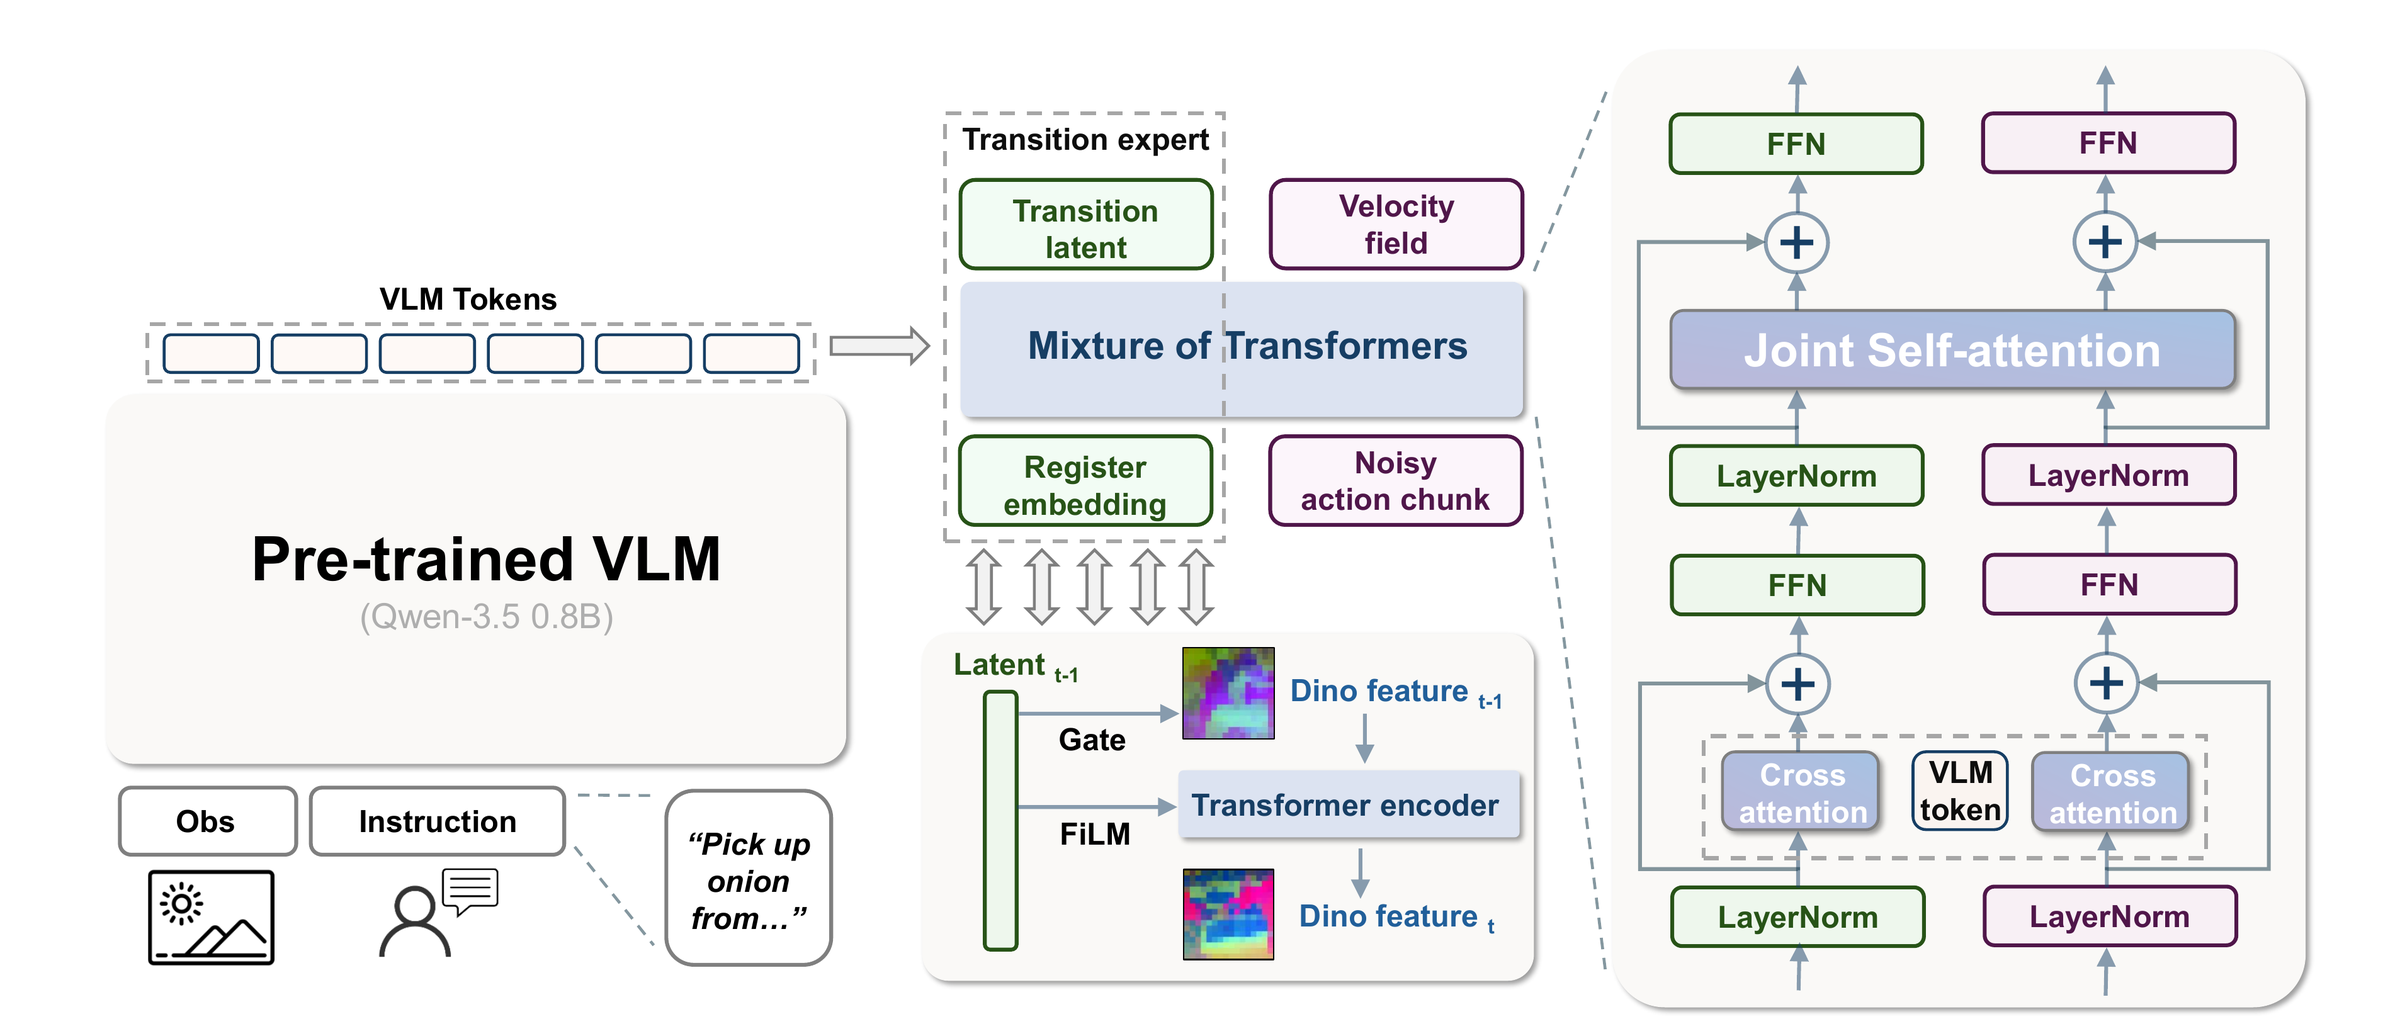 VLM Tokens
Pre-trained VLM
(Qwen-3.5 0.8B)
Obs
Instruction
“Pick up
onion
from...”
Transition expert
Transition
latent
Velocity
field
Mixture of Transformers
Register
embedding
Noisy
action chunk
Latent t-1
Gate
FiLM
Dino feature t-1
Transformer encoder
Dino feature t
FFN
FFN
+
+
Joint Self-attention
LayerNorm
LayerNorm
FFN
FFN
+
+
Cross
attention
VLM
token
Cross
attention
LayerNorm
LayerNorm